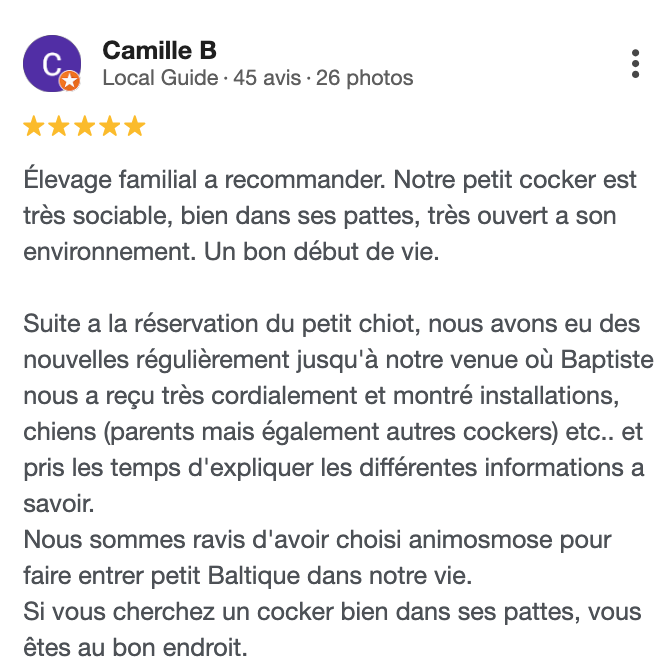 C
Camille B
Local Guide · 45 avis · 26 photos
Élevage familial a recommander. Notre petit cocker est
très sociable, bien dans ses pattes, très ouvert a son
environnement. Un bon début de vie.
Suite a la réservation du petit chiot, nous avons eu des
nouvelles régulièrement jusqu'à notre venue où Baptiste
nous a reçu très cordialement et montré installations,
chiens (parents mais également autres cockers) etc.. et
pris les temps d'expliquer les différentes informations a
savoir.
Nous sommes ravis d'avoir choisi animosmose pour
faire entrer petit Baltique dans notre vie.
Si vous cherchez un cocker bien dans ses pattes, vous
êtes au bon endroit.